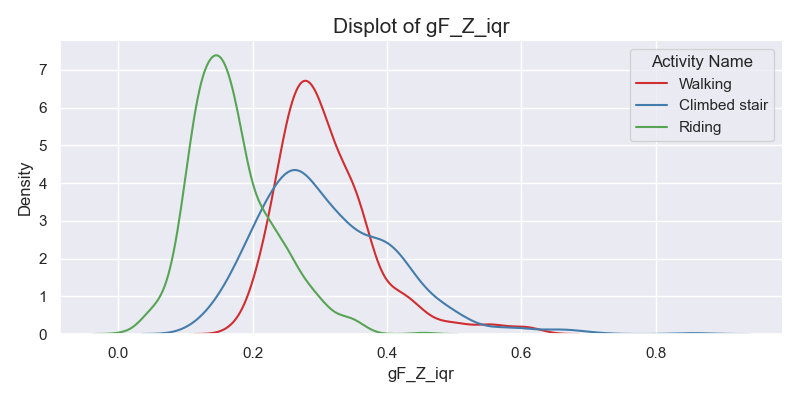 Displot of gF_Z_iqr
Activity Name
Walking
Climbed stair
Riding
Density
7
6
5
4
3
2
1
0
0.0 0.2 0.4 0.6 0.8
gF_Z_iqr